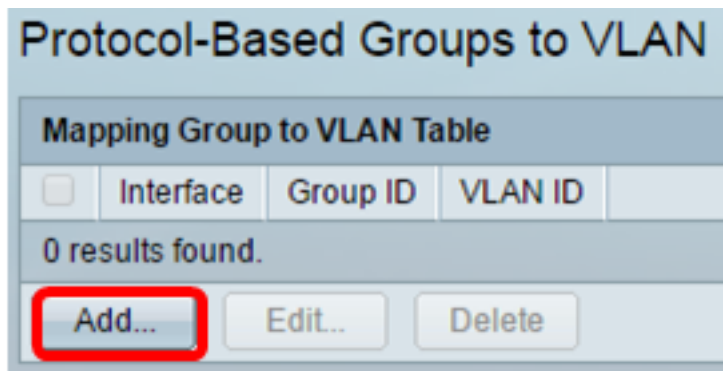 Protocol-Based Groups to VLAN
Mapping Group to VLAN Table
Interface Group ID VLAN ID
0 results found.
Add... Edit... Delete